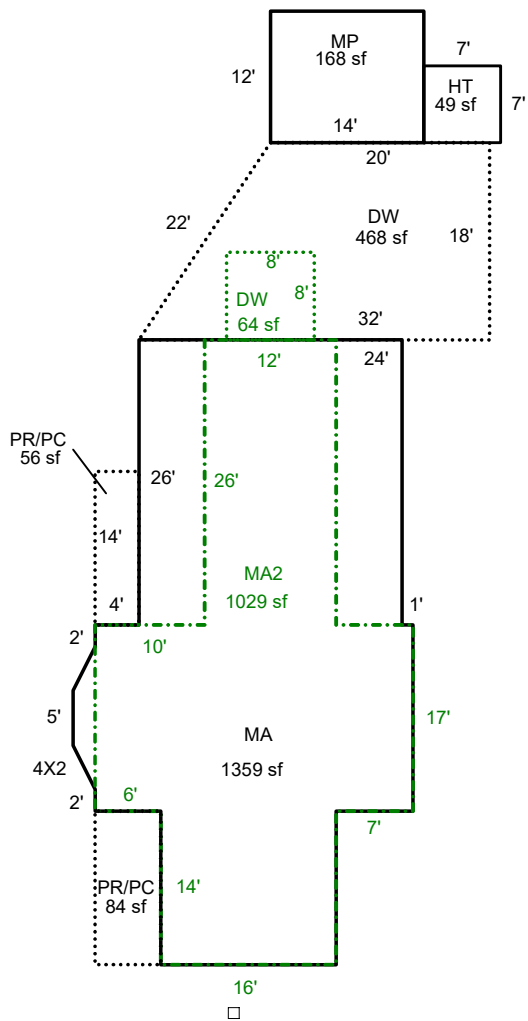 MP
168 sf
12'
14'
7'
HT
49 sf
7'
20'
22'
DW
468 sf
18'
8'
8'
DW
64 sf
32'
12'
24'
PR/PC
56 sf
26'
26'
14'
MA2
1029 sf
4'
1'
2'
10'
5'
17'
MA
1359 sf
4X2
2'
6'
7'
PR/PC
84 sf
14'
16'